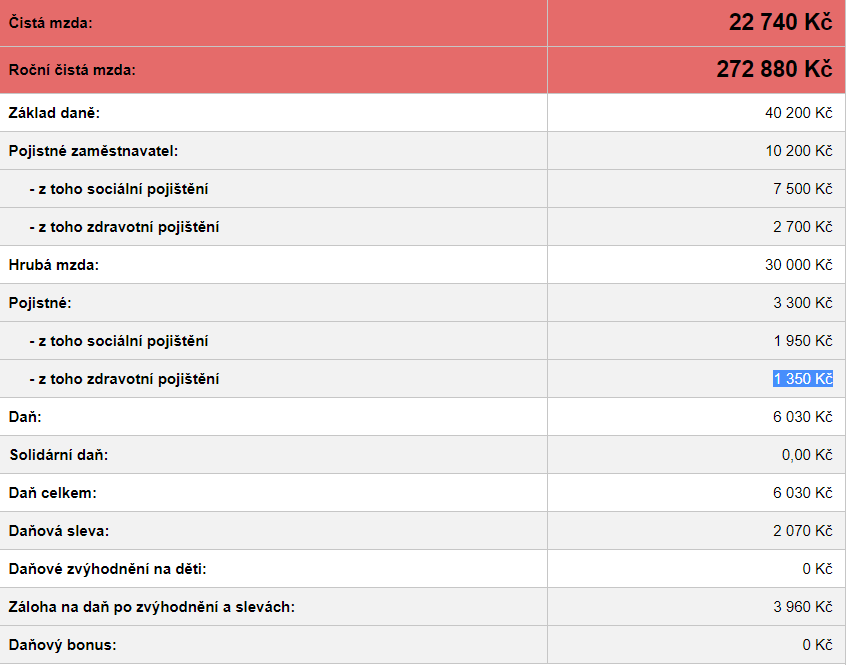 Čistá mzda: 22 740 Kč
Roční čistá mzda: 272 880 Kč
Základ daně: 40 200 Kč
Pojistné zaměstnavatel: 10 200 Kč
- z toho sociální pojištění 7 500 Kč
- z toho zdravotní pojištění 2 700 Kč
Hrubá mzda: 30 000 Kč
Pojistné: 3 300 Kč
- z toho sociální pojištění 1 950 Kč
- z toho zdravotní pojištění 1 350 Kč
Daň: 6 030 Kč
Solidární daň: 0,00 Kč
Daň celkem: 6 030 Kč
Daňová sleva: 2 070 Kč
Daňové zvýhodnění na děti: 0 Kč
Záloha na daň po zvýhodnění a slevách: 3 960 Kč
Daňový bonus: 0 Kč